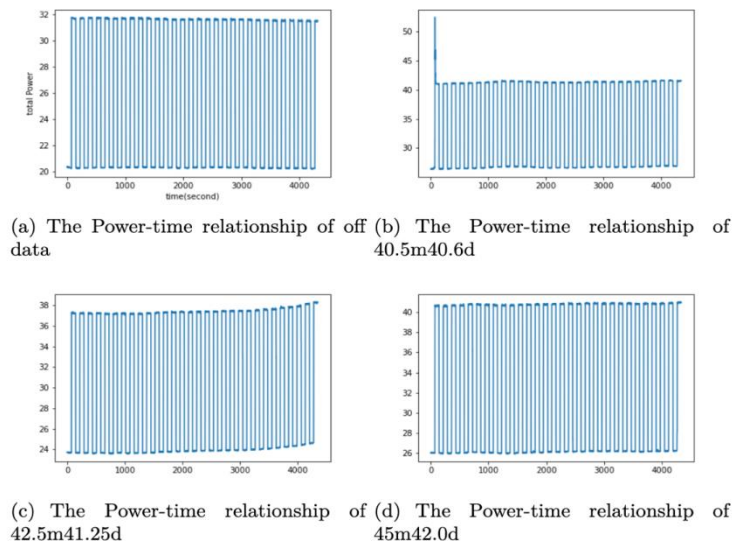 32
30
28
26
24
22
20
total Power
0 1000 2000 3000 4000
time(second)
50
45
40
35
30
0 1000 2000 3000 4000
(a) The Power-time relationship of off data
(b) The Power-time relationship of 40.5m40.6d
38
36
34
32
30
28
26
24
0 1000 2000 3000 4000
40
38
36
34
32
30
28
26
0 1000 2000 3000 4000
(c) The Power-time relationship of 42.5m41.25d
(d) The Power-time relationship of 45m42.0d